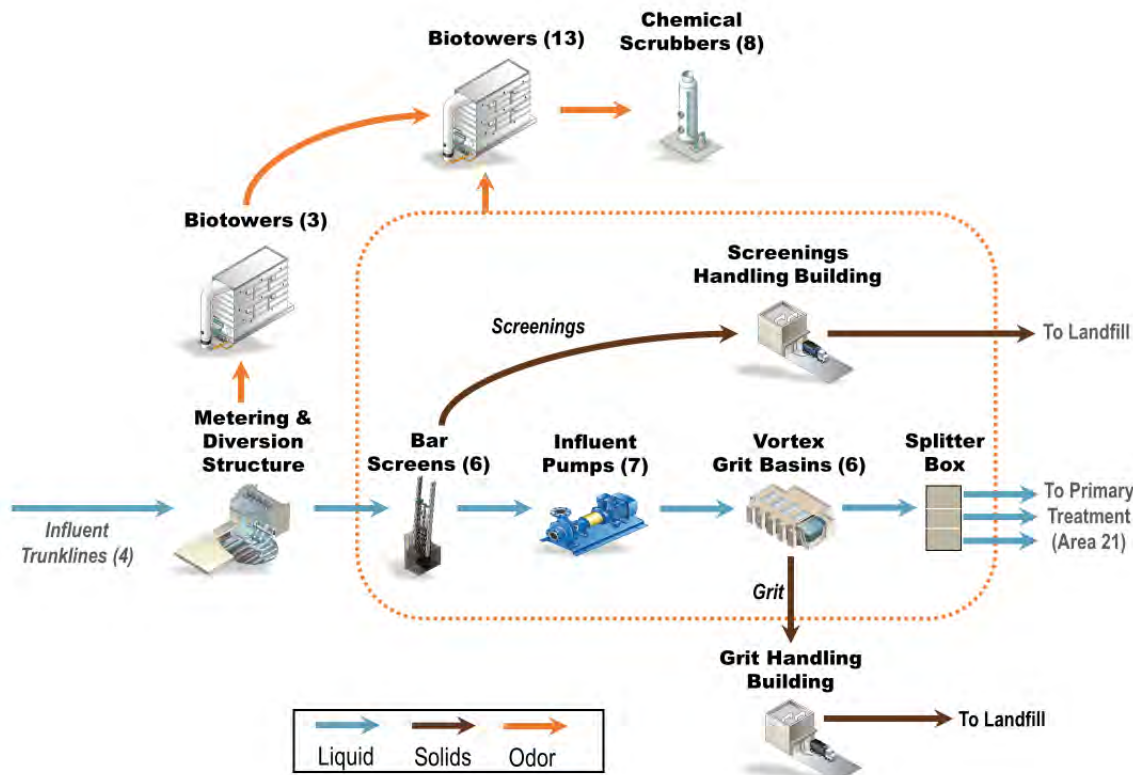 Biotowers (13)
Chemical
Scrubbers (8)
Biotowers (3)
Screenings
Handling Building
Screenings
To Landfill
Metering &
Diversion
Structure
Bar
Screens (6)
Influent
Pumps (7)
Vortex
Grit Basins (6)
Splitter
Box
Influent
Trunklines (4)
To Primary
Treatment
(Area 21)
Grit
Grit Handling
Building
To Landfill
Liquid
Solids
Odor